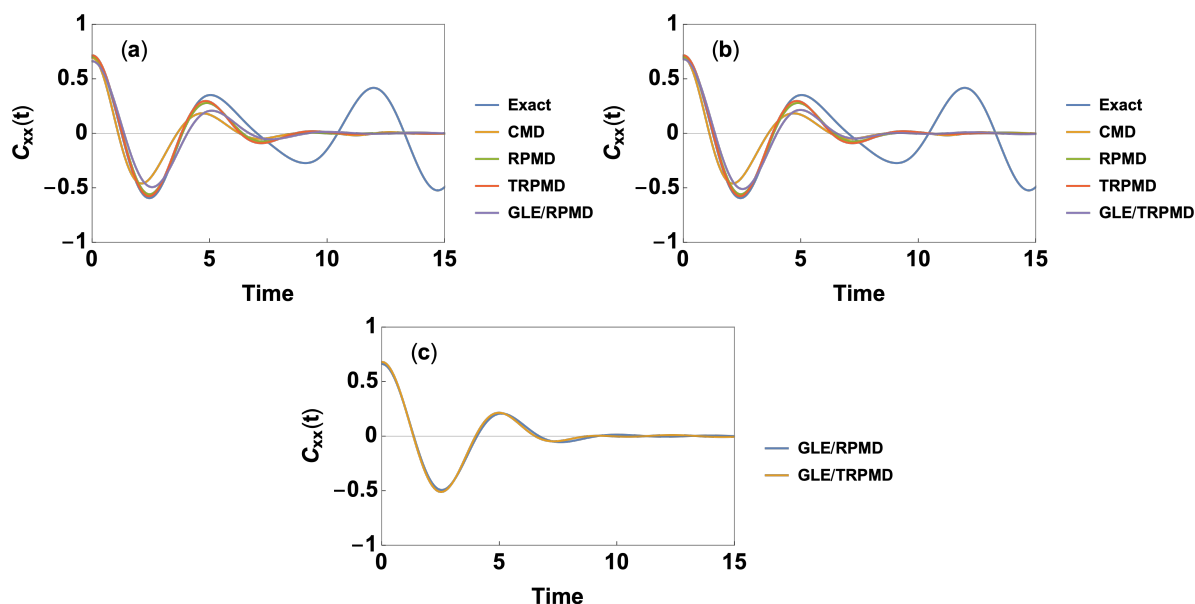 (a)
1
0.5
0
−0.5
−1
C_xx(t)
0 5 10 15
Time
Exact
CMD
RPMD
TRPMD
GLE/RPMD
(b)
1
0.5
0
−0.5
−1
C_xx(t)
0 5 10 15
Time
Exact
CMD
RPMD
TRPMD
GLE/TRPMD
(c)
1
0.5
0
−0.5
−1
C_xx(t)
0 5 10 15
Time
GLE/RPMD
GLE/TRPMD